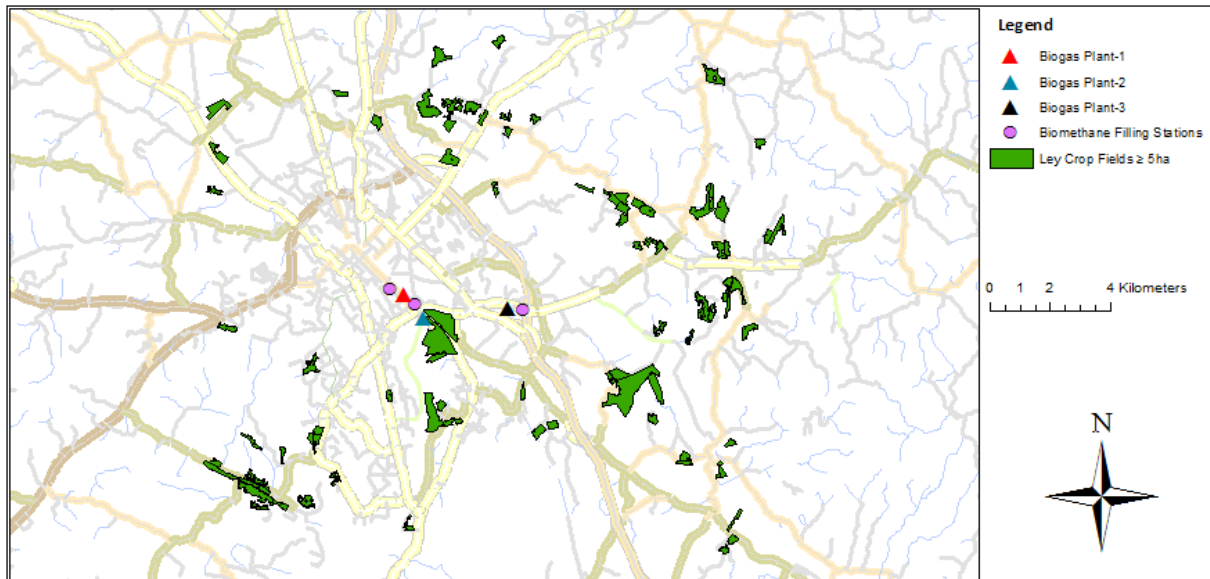 Legend
Biogas Plant-1
Biogas Plant-2
Biogas Plant-3
Biomethane Filling Stations
Ley Crop Fields ≥ 5ha
0 1 2 4 Kilometers
N